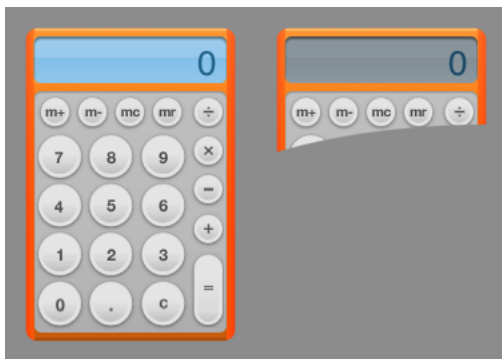 0
m+ m- mc mr ÷
7 8 9 ×
4 5 6 −
+
1 2 3
0 . c =
0
m+ m- mc mr ÷